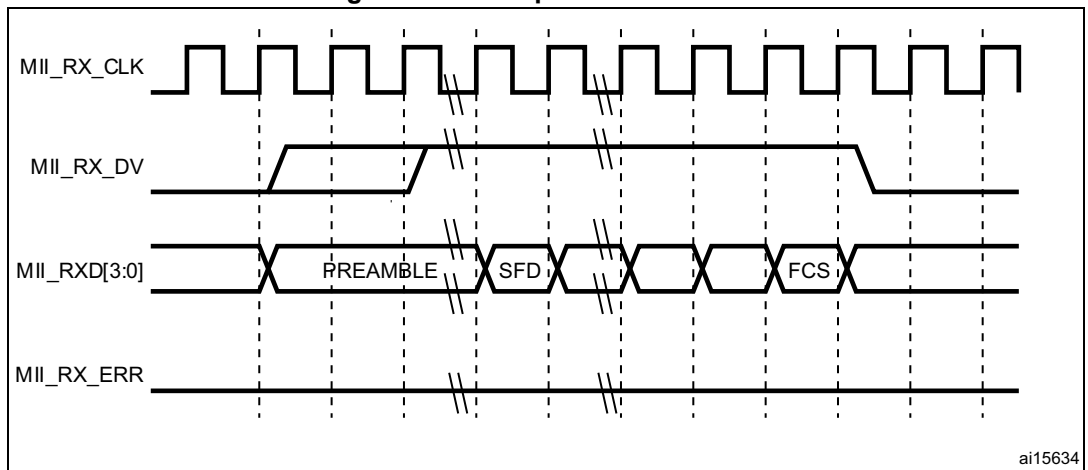 MII_RX_CLK
MII_RX_DV
MII_RXD[3:0]
PREAMBLE
SFD
FCS
MII_RX_ERR
ai15634